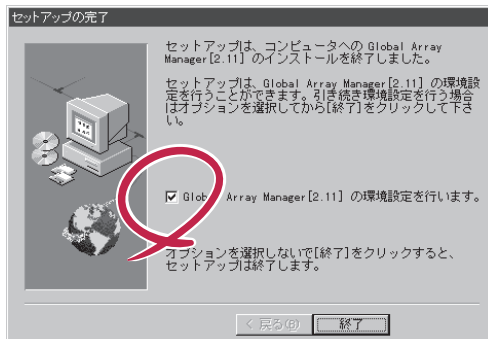 セットアップの完了
セットアップは、コンピュータへの Global Array
Manager[2.11] のインストールを終了しました。
セットアップは、Global Array Manager[2.11] の環境設
定を行うことができます。引き続き環境設定を行う場合
はオプションを選択してから[終了]をクリックして下さ
い。
Global Array Manager[2.11] の環境設定を行います。
オプションを選択しないで[終了]をクリックすると、
セットアップは終了します。
< 戻る(B)
終了